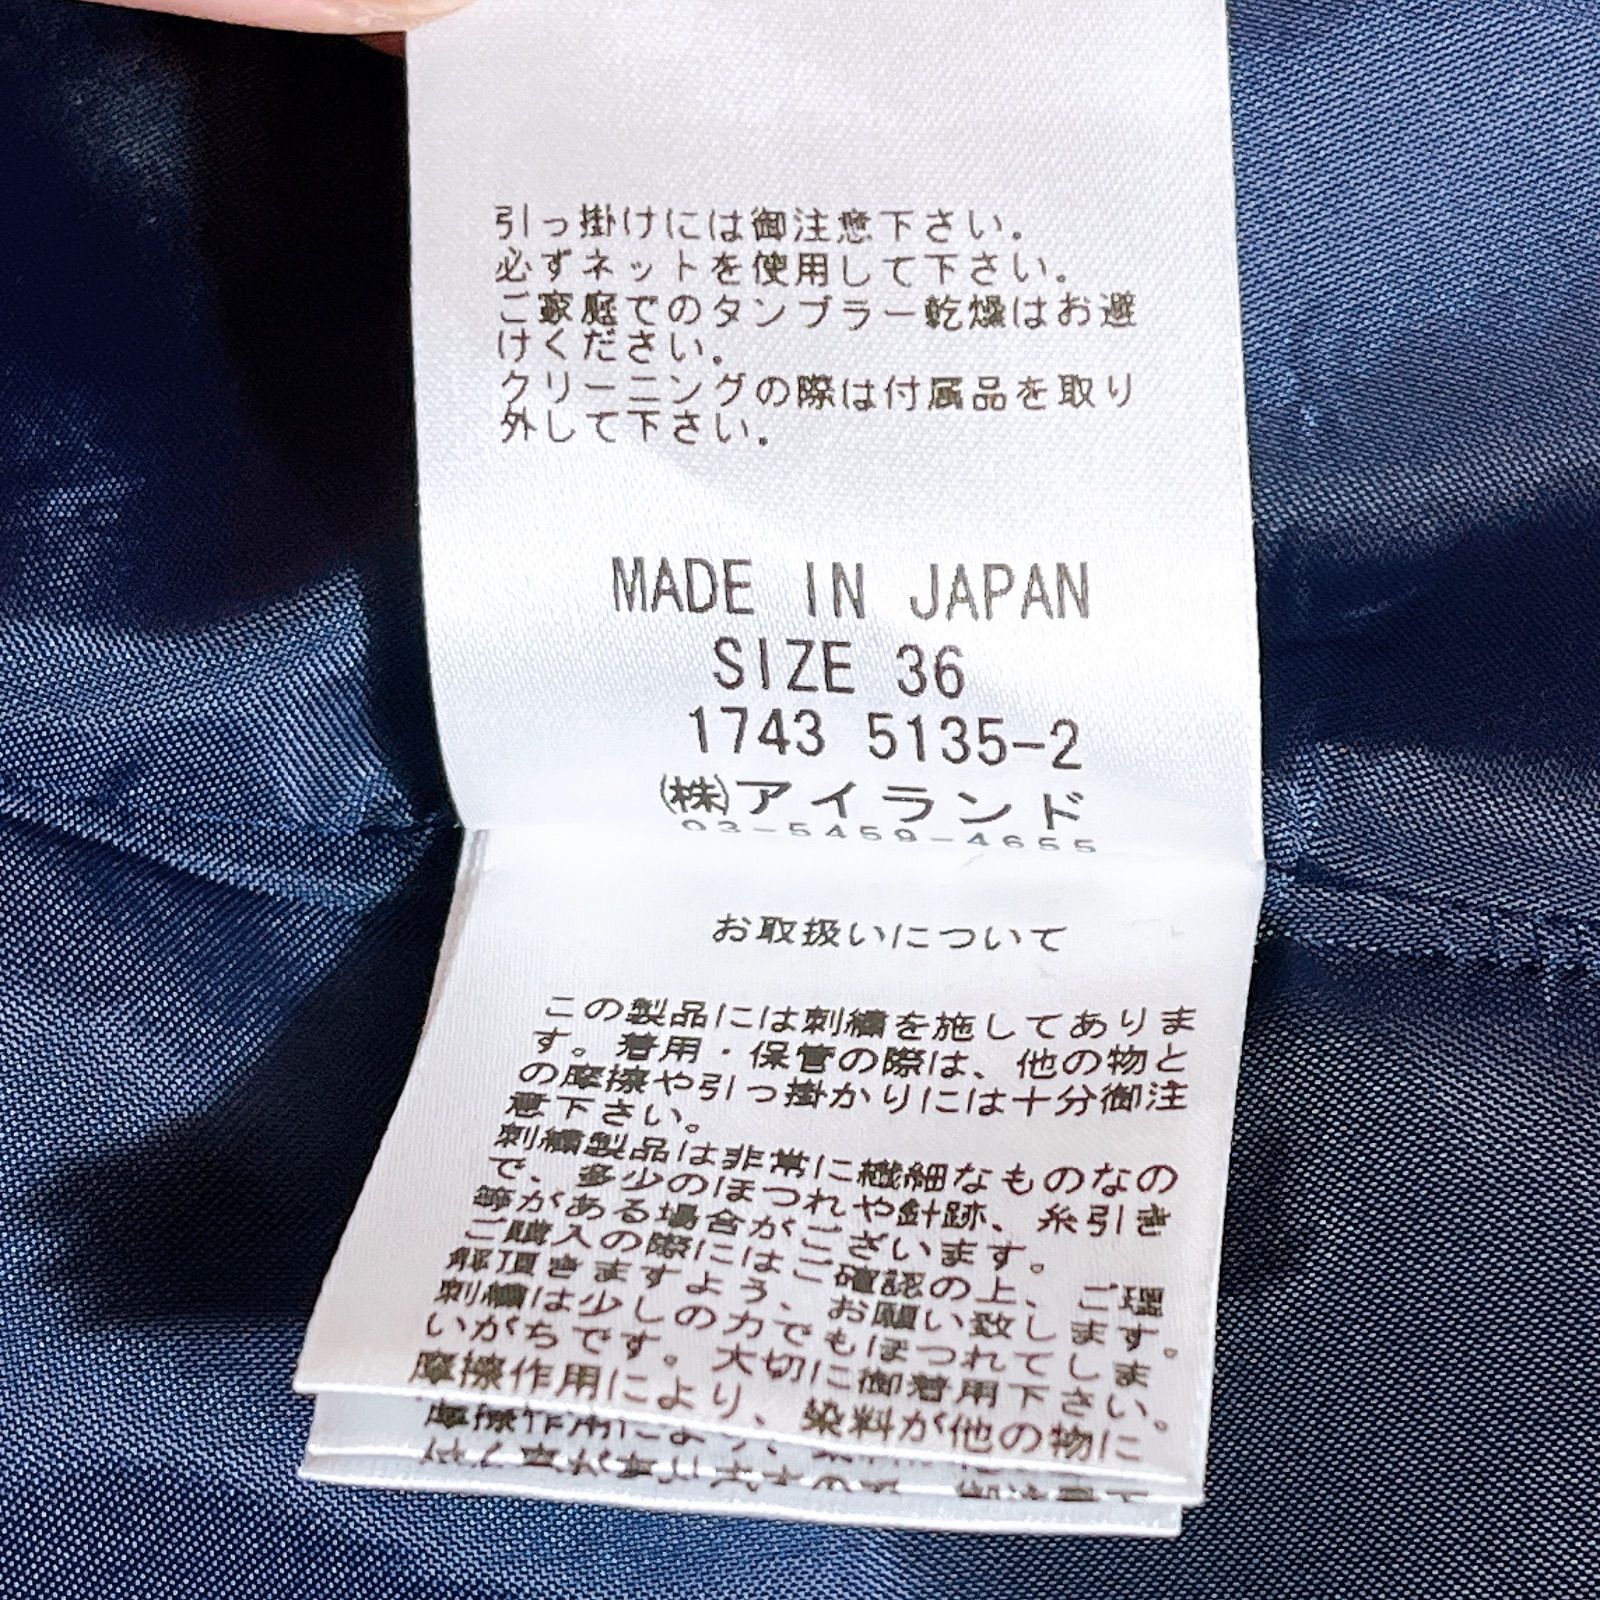 引っ掛けには御注意下さい。
必ずネットを使用して下さい。
ご家庭でのタンブラー乾燥はお避
けください。
クリーニングの際は付属品を取り
外して下さい。
MADE IN JAPAN
SIZE 36
1743 5135-2
㈱アイランド
03-5459-4655
お取扱いについて
この製品には刺繍を施してありま
す。着用・保管の際は、他の物と
の摩擦や引っ掛かりには十分御注
意下さい。
刺繍製品は非常に繊細なものなの
で、多少のほつれや針跡、糸引き
等がある場合がございます。
ご購入の際にはご確認の上、ご理
解頂きますよう、お願い致します。
刺繍は少しの力でもほつれてしま
いがちです。大切に御着用下さい。
摩擦作用により、染料が他の物に
摩擦作用により、